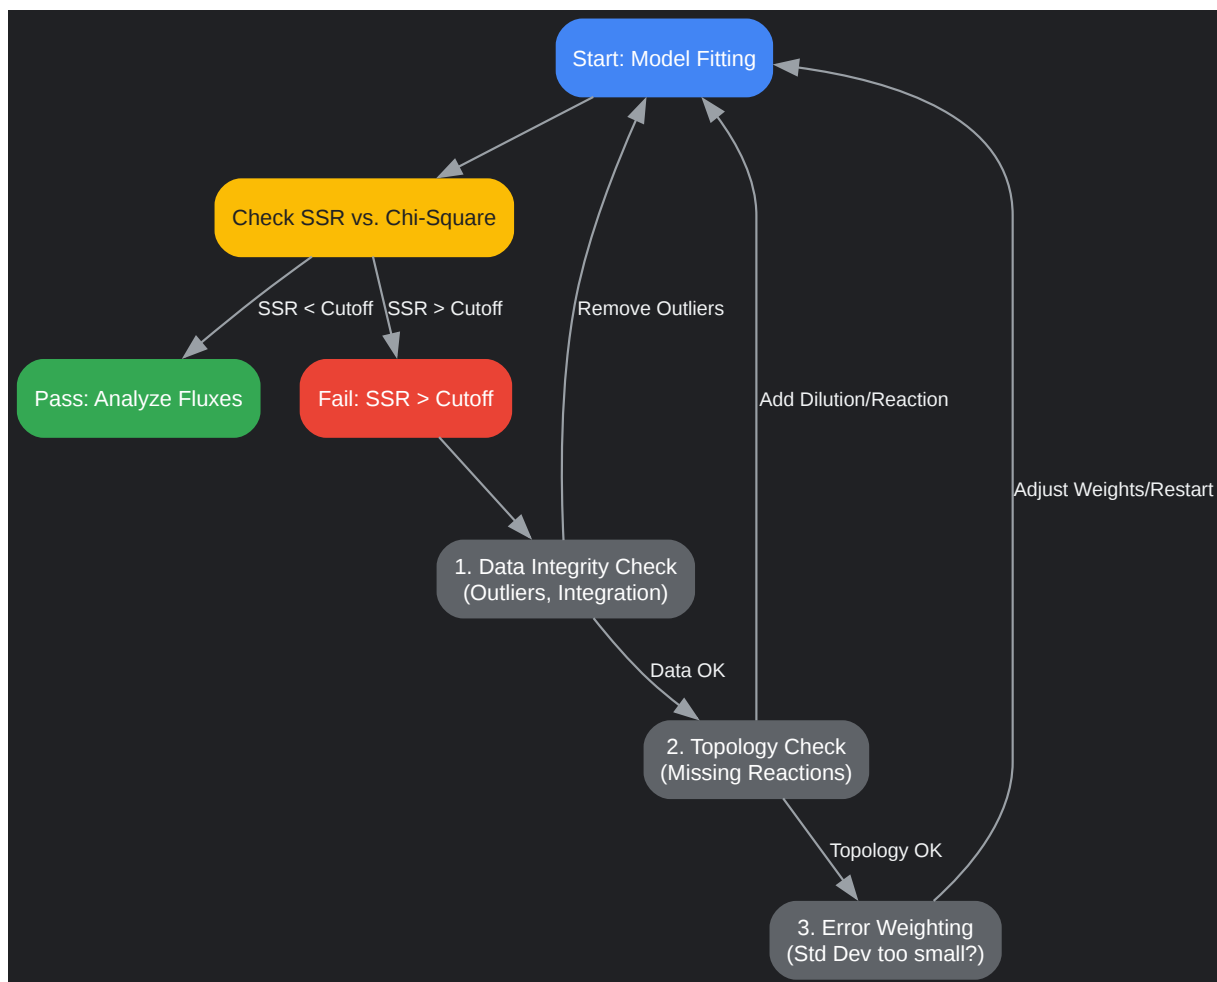 Start: Model Fitting
Check SSR vs. Chi-Square
SSR < Cutoff
SSR > Cutoff
Remove Outliers
Pass: Analyze Fluxes
Fail: SSR > Cutoff
Add Dilution/Reaction
Adjust Weights/Restart
1. Data Integrity Check
(Outliers, Integration)
Data OK
2. Topology Check
(Missing Reactions)
Topology OK
3. Error Weighting
(Std Dev too small?)